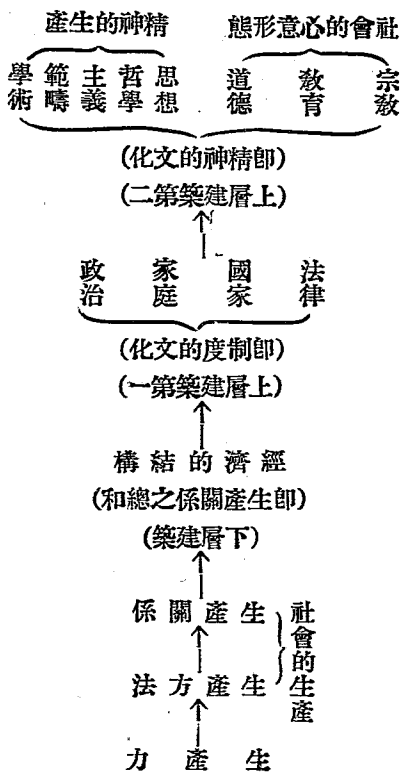 社會的心意形態
精神的生產
宗教
教育
道德
思想
哲學
主義
範疇
學術
(即精神的文化)
(上層建築第二)
法律
國家
家庭
政治
(即制度的文化)
(上層建築第一)
經濟的結構
(即生產關係之總和)
(下層建築)
社會的生產
生產關係
生產方法
生產力